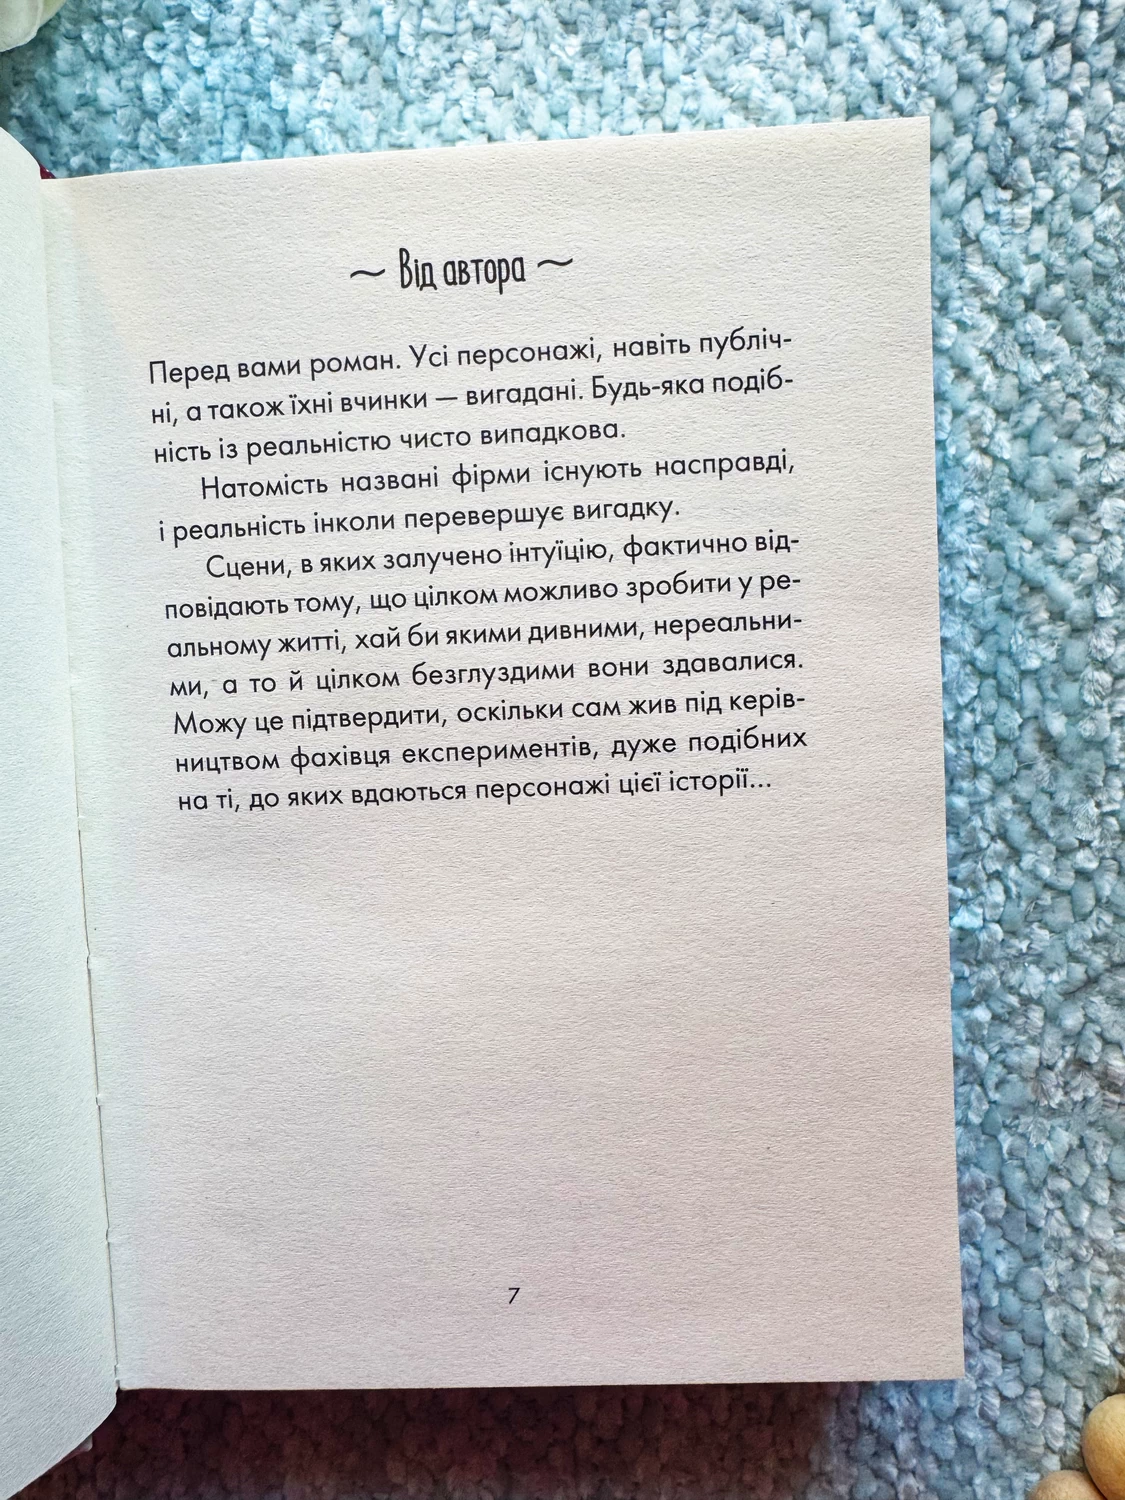 ~ Від автора ~
Перед вами роман. Усі персонажі, навіть публіч-
ні, а також їхні вчинки — вигадані. Будь-яка подіб-
ність із реальністю чисто випадкова.
Натомість названі фірми існують насправді,
і реальність інколи перевершує вигадку.
Сцени, в яких залучено інтуїцію, фактично від-
повідають тому, що цілком можливо зробити у ре-
альному житті, хай би якими дивними, нереальни-
ми, а то й цілком безглуздими вони здавалися.
Можу це підтвердити, оскільки сам жив під керів-
ництвом фахівця експериментів, дуже подібних
на ті, до яких вдаються персонажі цієї історії...
7